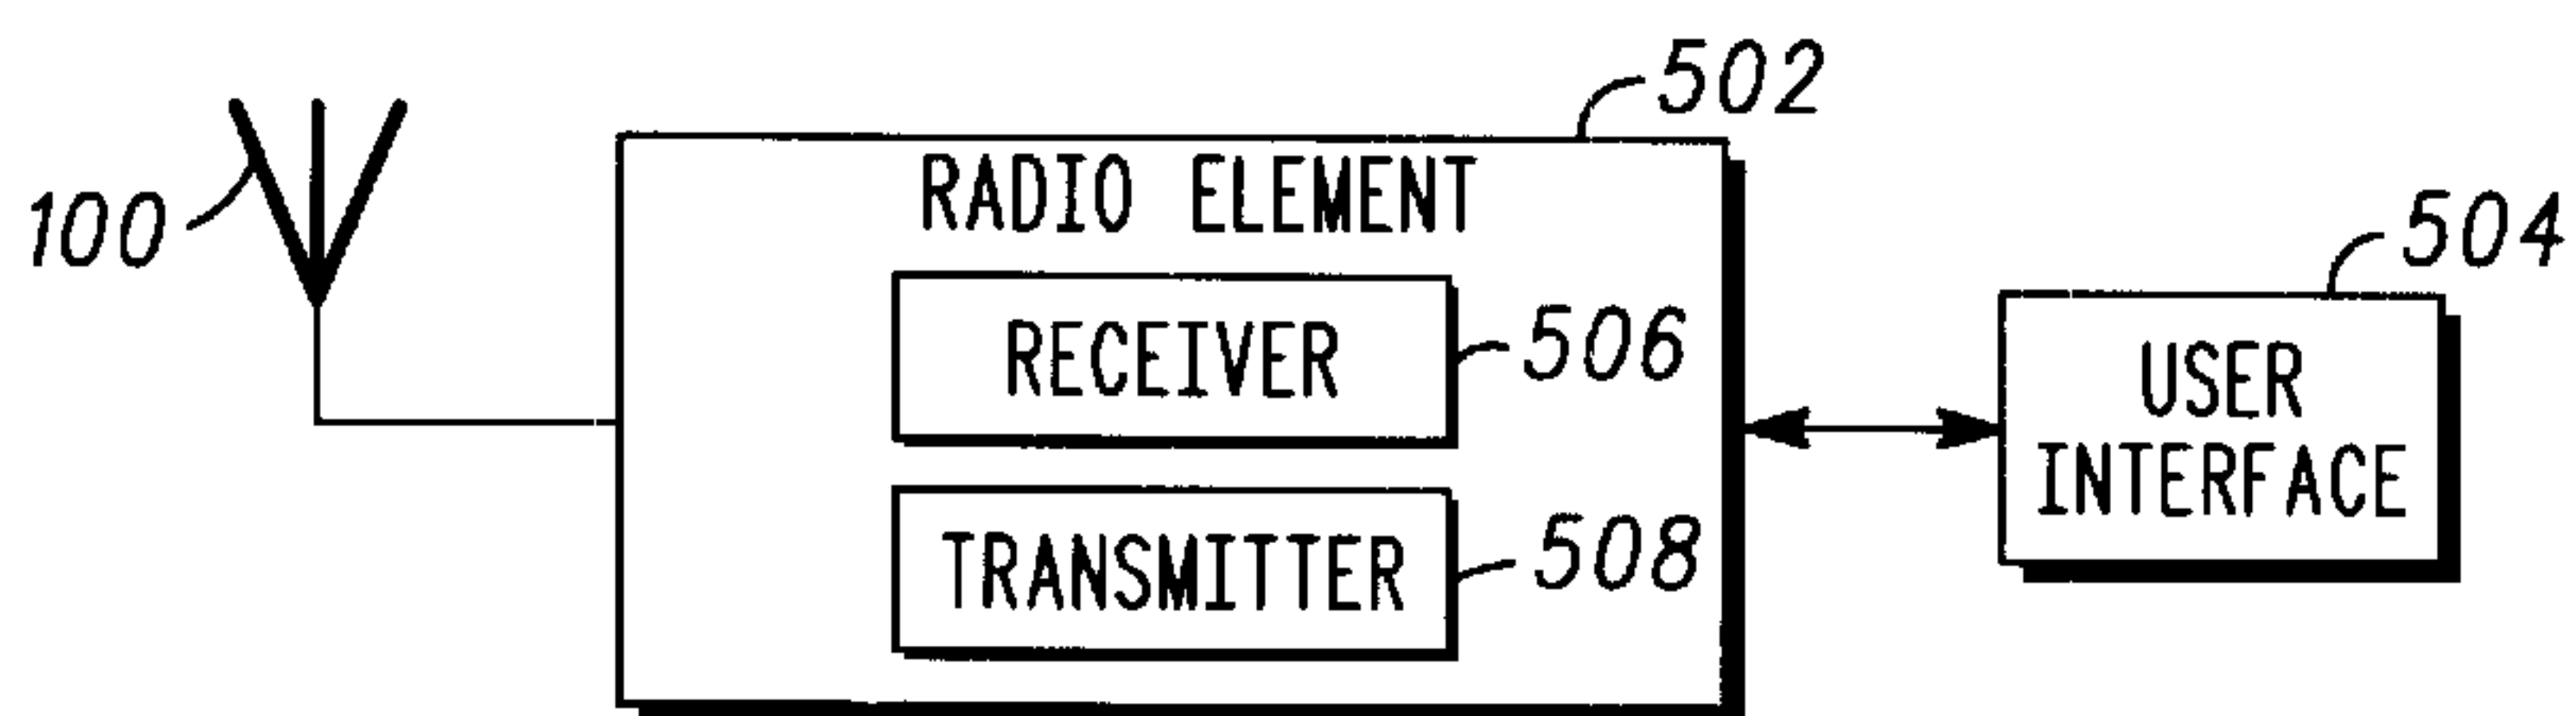 502
RADIO ELEMENT
100
504
RECEIVER
506
USER
INTERFACE
TRANSMITTER
508